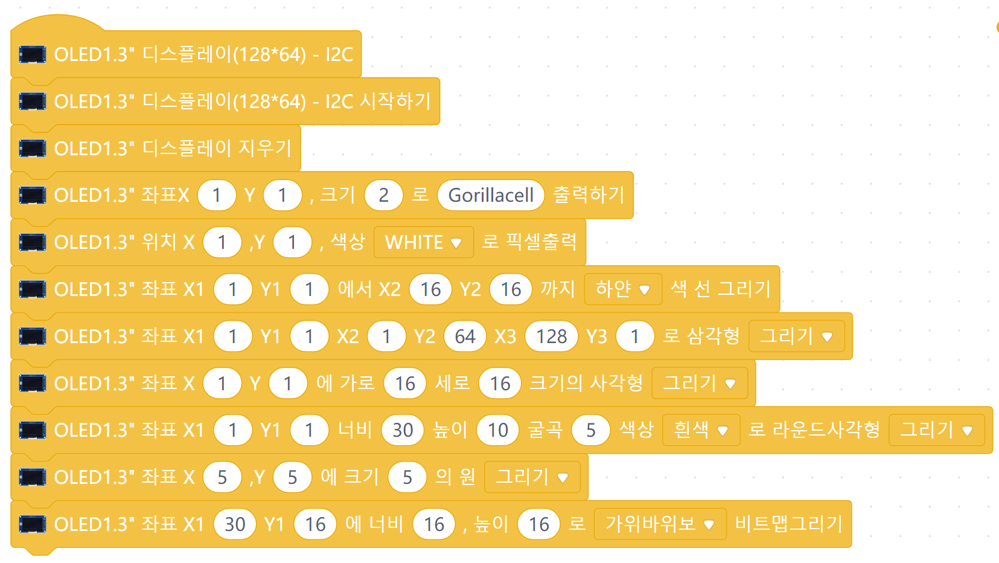 OLED1.3" 디스플레이(128*64) - I2C
OLED1.3" 디스플레이(128*64) - I2C 시작하기
OLED1.3" 디스플레이 지우기
OLED1.3" 좌표X 1 Y 1 , 크기 2 로 Gorillacell 출력하기
OLED1.3" 위치 X 1 ,Y 1 , 색상 WHITE 로 픽셀출력
OLED1.3" 좌표 X1 1 Y1 1 에서 X2 16 Y2 16 까지 하얀 색 선 그리기
OLED1.3" 좌표 X1 1 Y1 1 X2 1 Y2 64 X3 128 Y3 1 로 삼각형 그리기
OLED1.3" 좌표 X 1 Y 1 에 가로 16 세로 16 크기의 사각형 그리기
OLED1.3" 좌표 X1 1 Y1 1 너비 30 높이 10 굴곡 5 색상 흰색 로 라운드사각형 그리기
OLED1.3" 좌표 X 5 ,Y 5 에 크기 5 의 원 그리기
OLED1.3" 좌표 X1 30 Y1 16 에 너비 16 , 높이 16 로 가위바위보 비트맵그리기